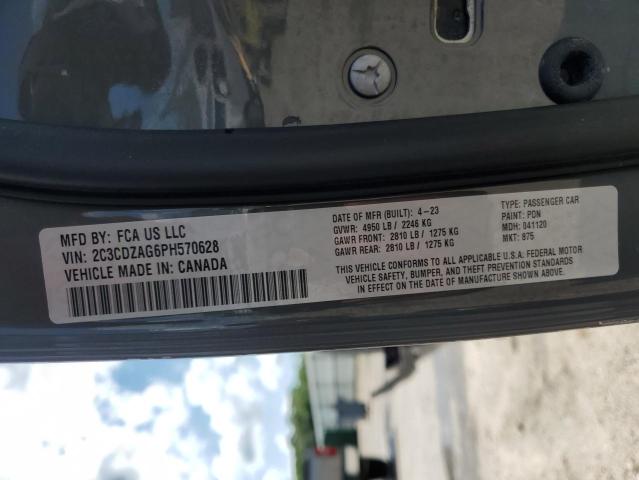 MFD BY: FCA US LLC
VIN: 2C3CDZAG6PH570628
VEHICLE MADE IN: CANADA
DATE OF MFR (BUILT): 4-23
GVWR: 4950 LB / 2246 KG
GAWR FRONT: 2810 LB / 1275 KG
GAWR REAR: 2810 LB / 1275 KG
TYPE: PASSENGER CAR
PAINT: PDN
MDH: 041120
MKT: 875
THIS VEHICLE CONFORMS TO ALL APPLICABLE U.S.A. FEDERAL MOTOR
VEHICLE SAFETY, BUMPER, AND THEFT PREVENTION STANDARDS
IN EFFECT ON THE DATE OF MANUFACTURE SHOWN ABOVE